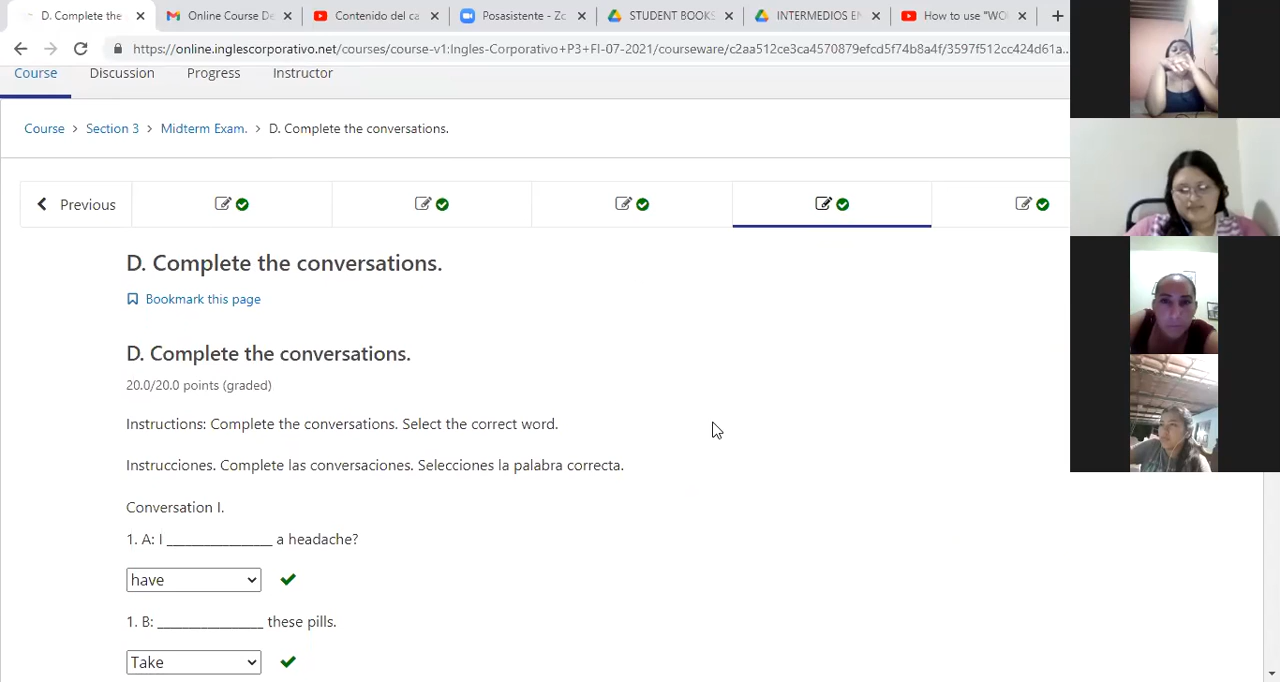 D. Complete the
Online Course De
Contenido del ca
Posasistente - Zc
STUDENT BOOKS
INTERMEDIOS EN
How to use "WO
https://online.inglescorporativo.net/courses/course-v1:Ingles-Corporativo+P3+FI-07-2021/courseware/c2aa512ce3ca4570879efcd5f74b8a4f/3597f512cc424d61a...
Course Discussion Progress Instructor
Course > Section 3 > Midterm Exam. > D. Complete the conversations.
Previous
D. Complete the conversations.
Bookmark this page
D. Complete the conversations.
20.0/20.0 points (graded)
Instructions: Complete the conversations. Select the correct word.
Instrucciones. Complete las conversaciones. Selecciones la palabra correcta.
Conversation I.
1. A: I ________________ a headache?
have
1. B: ________________ these pills.
Take